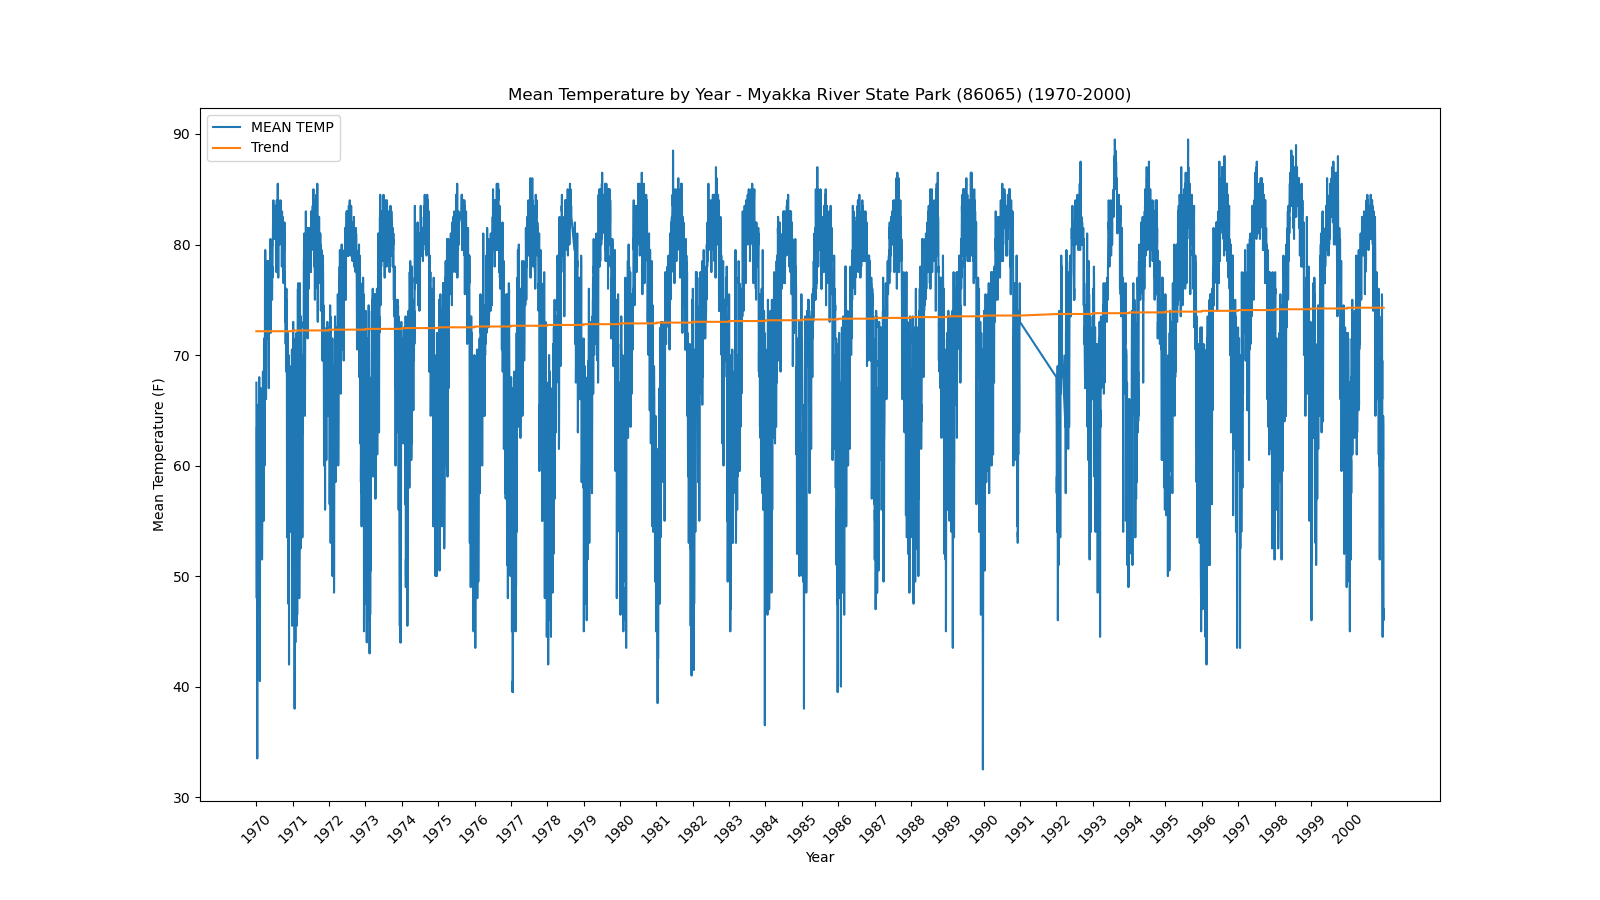 Mean Temperature by Year - Myakka River State Park (86065) (1970-2000)
MEAN TEMP
Trend
90
80
70
60
50
40
30
Mean Temperature (F)
1970 1971 1972 1973 1974 1975 1976 1977 1978 1979 1980 1981 1982 1983 1984 1985 1986 1987 1988 1989 1990 1991 1992 1993 1994 1995 1996 1997 1998 1999 2000
Year